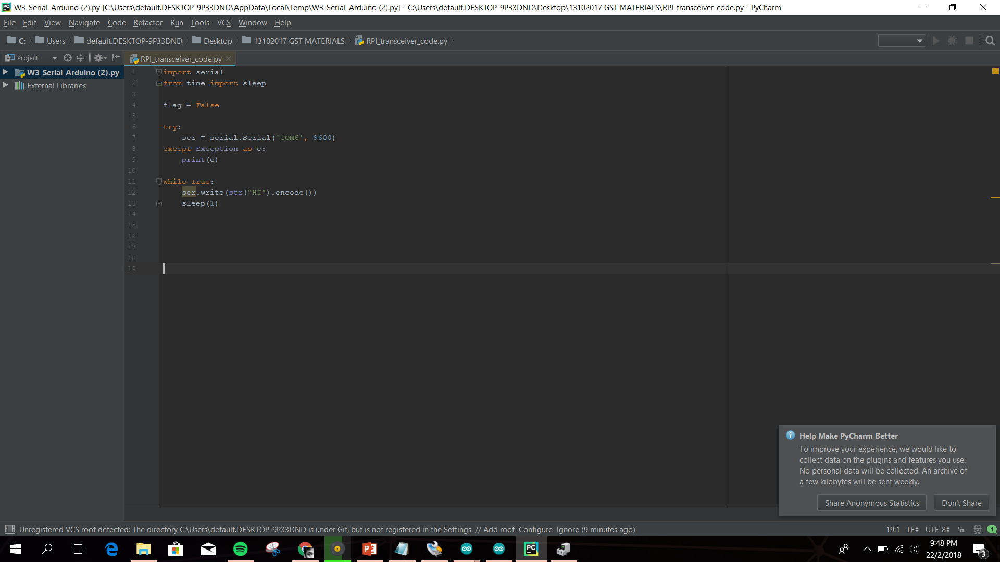 W3_Serial_Arduino (2).py [C:\Users\default.DESKTOP-9P33DND\AppData\Local\Temp\W3_Serial_Arduino (2).py] - C:\Users\default.DESKTOP-9P33DND\Desktop\13102017 GST MATERIALS\RPI_transceiver_code.py - PyCharm
File Edit View Navigate Code Refactor Run Tools VCS Window Help
C: Users default.DESKTOP-9P33DND Desktop 13102017 GST MATERIALS RPI_transceiver_code.py
Project
RPI_transceiver_code.py
W3_Serial_Arduino (2).py
External Libraries
1 import serial
2 from time import sleep
3
4 flag = False
5
6 try:
7 ser = serial.Serial('COM6', 9600)
8 except Exception as e:
9 print(e)
10
11 while True:
12 ser.write(str("HI").encode())
13 sleep(1)
14
15
16
17
18
19
Help Make PyCharm Better
To improve your experience, we would like to
collect data on the plugins and features you use.
No personal data will be collected. An archive of
a few kilobytes will be sent weekly.
Share Anonymous Statistics Don't Share
Unregistered VCS root detected: The directory C:\Users\default.DESKTOP-9P33DND is under Git, but is not registered in the Settings. // Add root Configure Ignore (9 minutes ago)
19:1 LF UTF-8 1
9:48 PM
22/2/2018
3